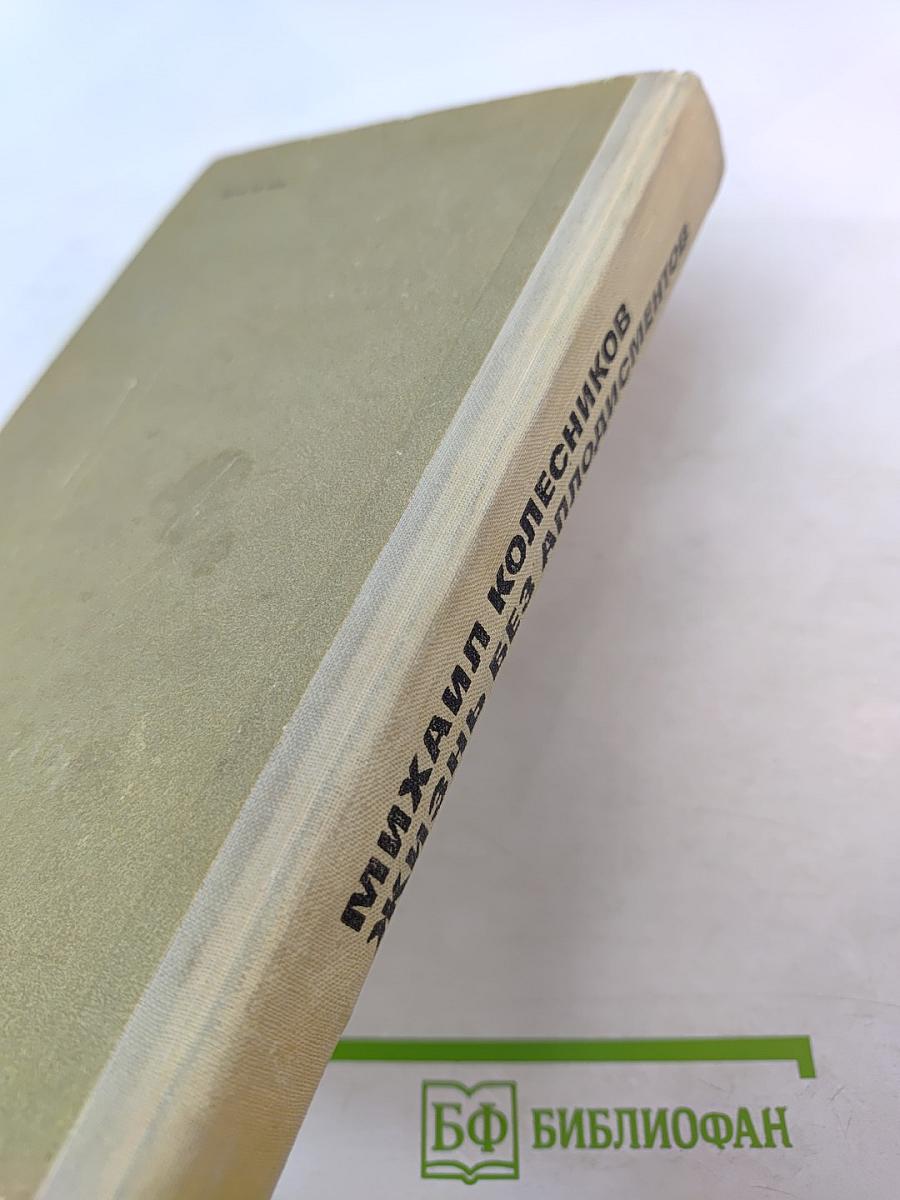 МИХАИЛ КОЛЕСНИКОВ
ЖИЗНЬ БЕЗ АПЛОДИСМЕНТОВ
БФ БИБЛИОФАН